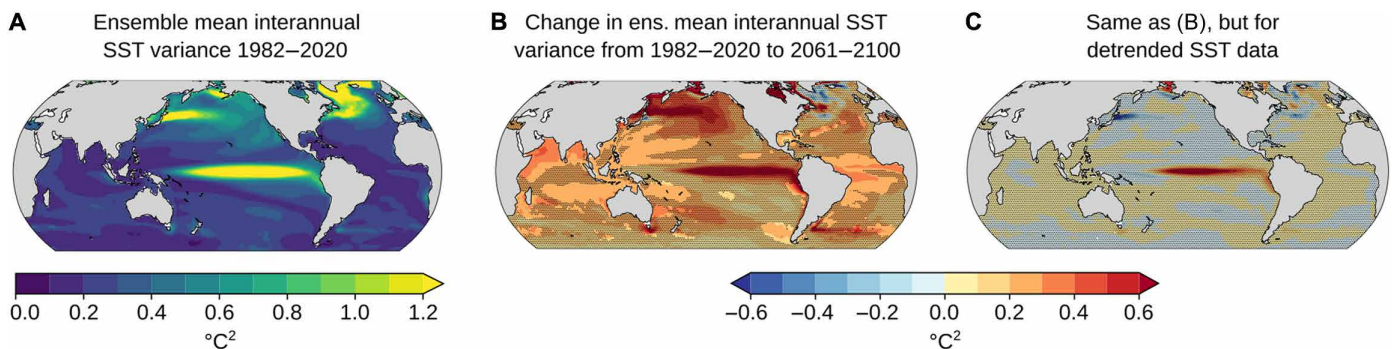 A
Ensemble mean interannual
SST variance 1982–2020
B
Change in ens. mean interannual SST
variance from 1982–2020 to 2061–2100
C
Same as (B), but for
detrended SST data
0.0 0.2 0.4 0.6 0.8 1.0 1.2
°C²
−0.6 −0.4 −0.2 0.0 0.2 0.4 0.6
°C²